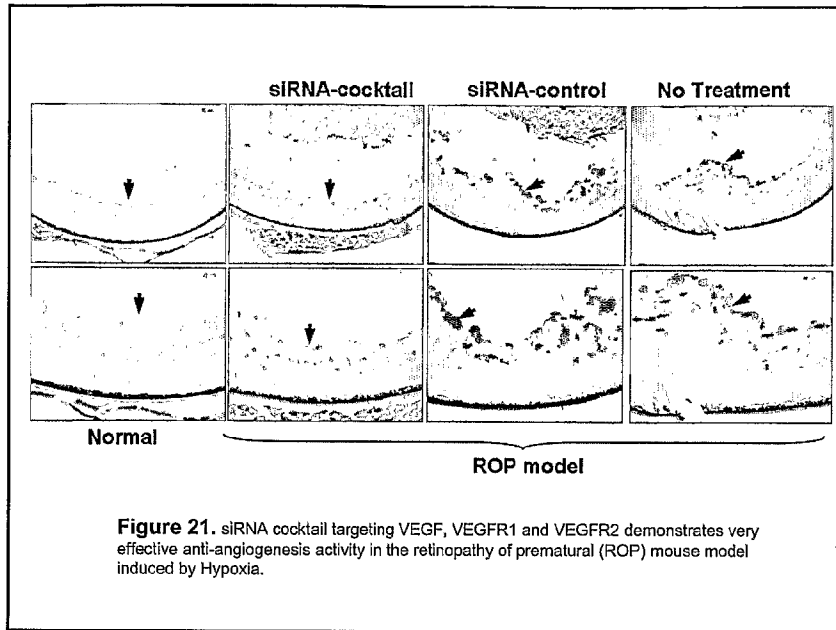 siRNA-cocktail siRNA-control No Treatment
Normal
ROP model
Figure 21. siRNA cocktail targeting VEGF, VEGFR1 and VEGFR2 demonstrates very
effective anti-angiogenesis activity in the retinopathy of prematural (ROP) mouse model
induced by Hypoxia.